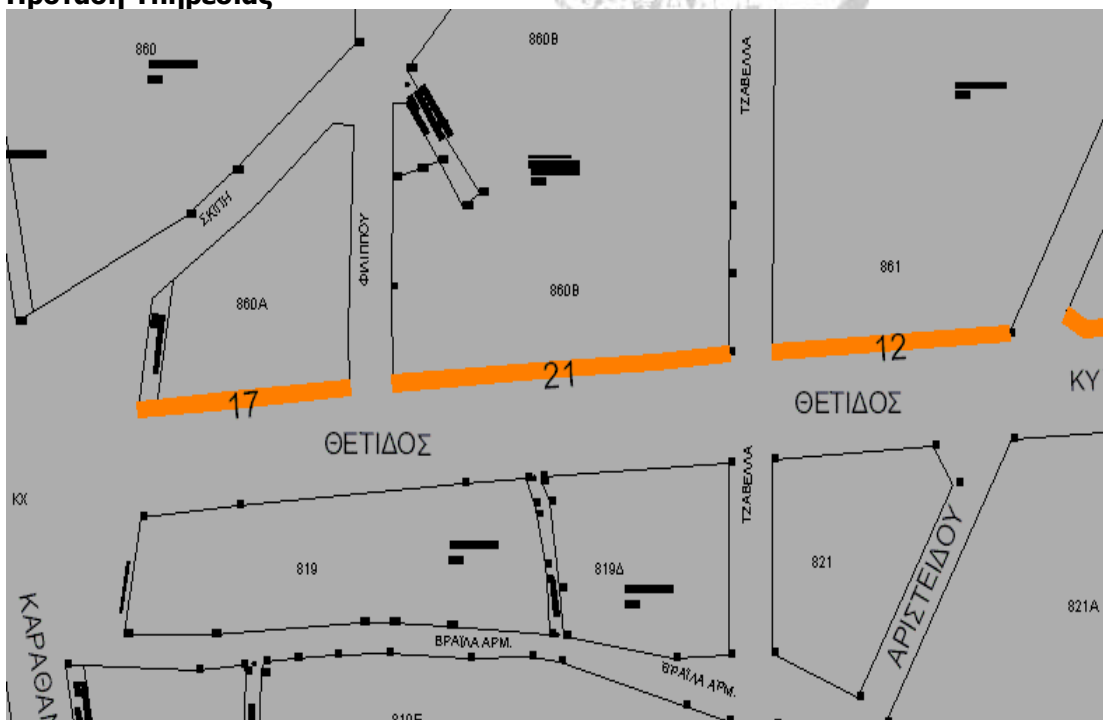 Πρόταση Υπηρεσίας
860
860Β
ΤΖΑΒΕΛΛΑ
ΣΚΙΠΗ
ΦΙΛΙΠΠΟΥ
860Α
860Β
861
17
21
12
ΚΥ
ΘΕΤΙΔΟΣ
ΘΕΤΙΔΟΣ
ΚΧ
ΤΖΑΒΕΛΛΑ
819
819Δ
821
ΑΡΙΣΤΕΙΔΟΥ
821Α
ΒΡΑΪΛΑ ΑΡΜ.
ΒΡΑΪΛΑ ΑΡΜ.
ΚΑΡΑΘΑΝ